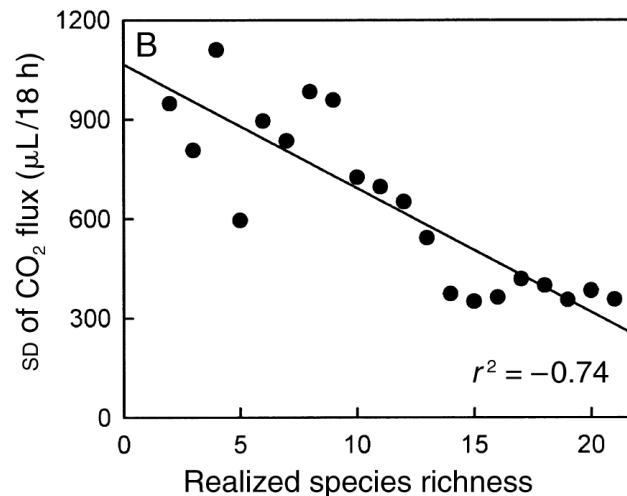 B
1200
900
600
300
0
SD of CO₂ flux (μL/18 h)
r² = −0.74
0 5 10 15 20
Realized species richness